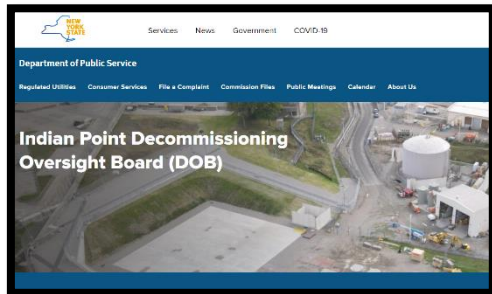 NEW
YORK
STATE
Services News Government COVID-19
Department of Public Service
Regulated Utilities Consumer Services File a Complaint Commission Files Public Meetings Calendar About Us
Indian Point Decommissioning
Oversight Board (DOB)